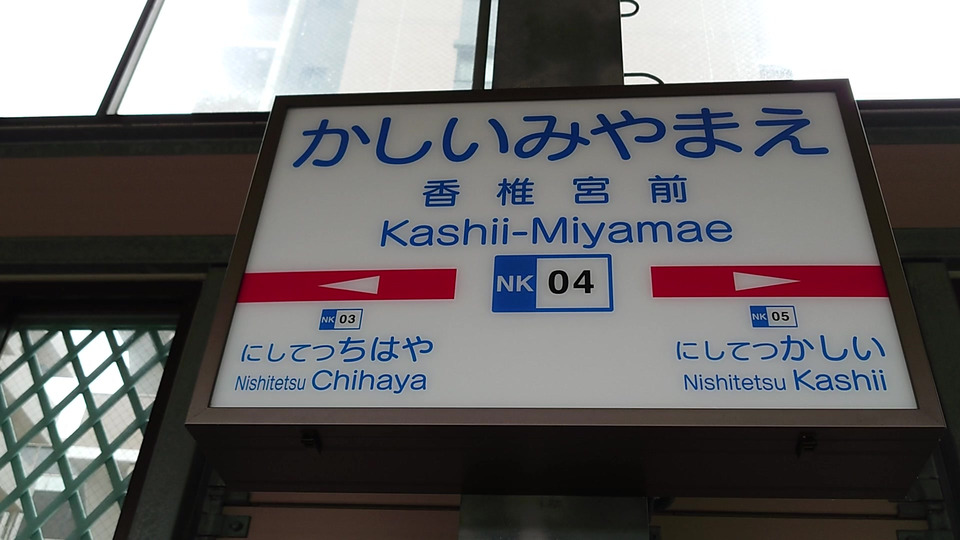 かしいみやまえ
香椎宮前
Kashii-Miyamae
NK 04
NK 03
にしてつちはや
Nishitetsu Chihaya
NK 05
にしてつかしい
Nishitetsu Kashii